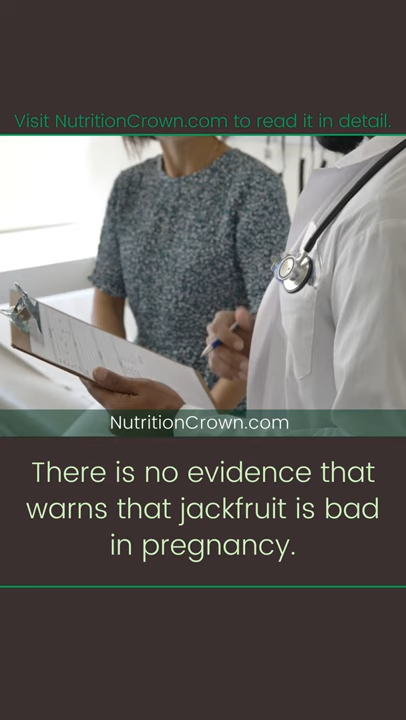 Visit NutritionCrown.com to read it in detail.
NutritionCrown.com
There is no evidence that
warns that jackfruit is bad
in pregnancy.